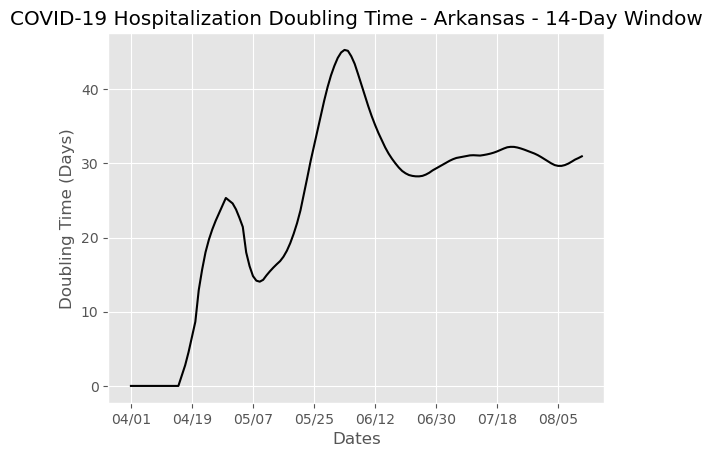 COVID-19 Hospitalization Doubling Time - Arkansas - 14-Day Window
Doubling Time (Days)
40
30
20
10
0
04/01 04/19 05/07 05/25 06/12 06/30 07/18 08/05
Dates